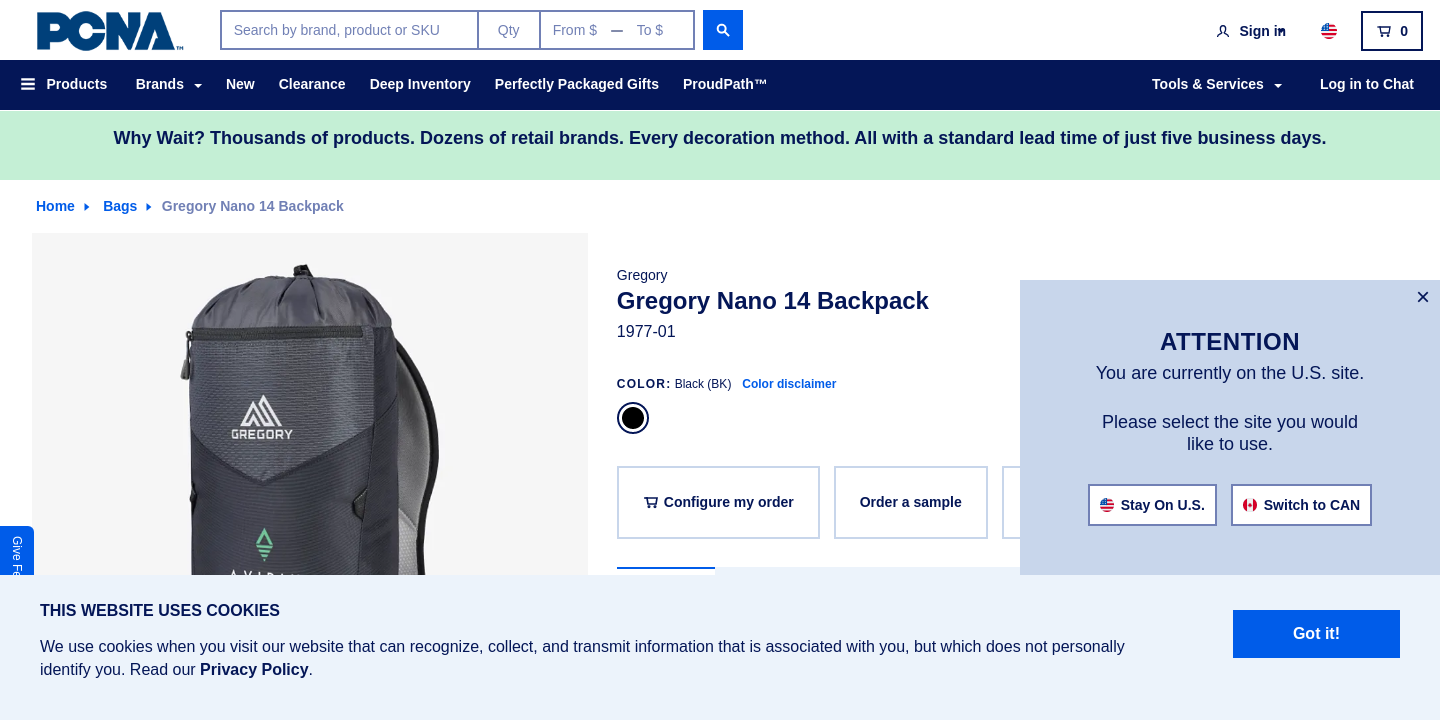 PCNA™
Search by brand, product or SKU
Qty
From $ — To $
Sign in
0
Products
Brands
New
Clearance
Deep Inventory
Perfectly Packaged Gifts
ProudPath™
Tools & Services
Log in to Chat
Why Wait? Thousands of products. Dozens of retail brands. Every decoration method. All with a standard lead time of just five business days.
Home
Bags
Gregory Nano 14 Backpack
GREGORY
Gregory
Gregory Nano 14 Backpack
1977-01
COLOR: Black (BK) Color disclaimer
Configure my order
Order a sample
×
ATTENTION
You are currently on the U.S. site.
Please select the site you would
like to use.
Stay On U.S.
Switch to CAN
Give Fe
THIS WEBSITE USES COOKIES
We use cookies when you visit our website that can recognize, collect, and transmit information that is associated with you, but which does not personally
identify you. Read our Privacy Policy.
Got it!